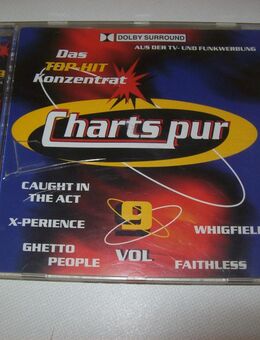 DOLBY SURROUND
AUS DER TV- UND FUNKWERBUNG
Das
TOP-HIT
Konzentrat
Charts pur
CAUGHT IN
THE ACT
X-PERIENCE
GHETTO
PEOPLE
9
VOL
WHIGFIELD
FAITHLESS